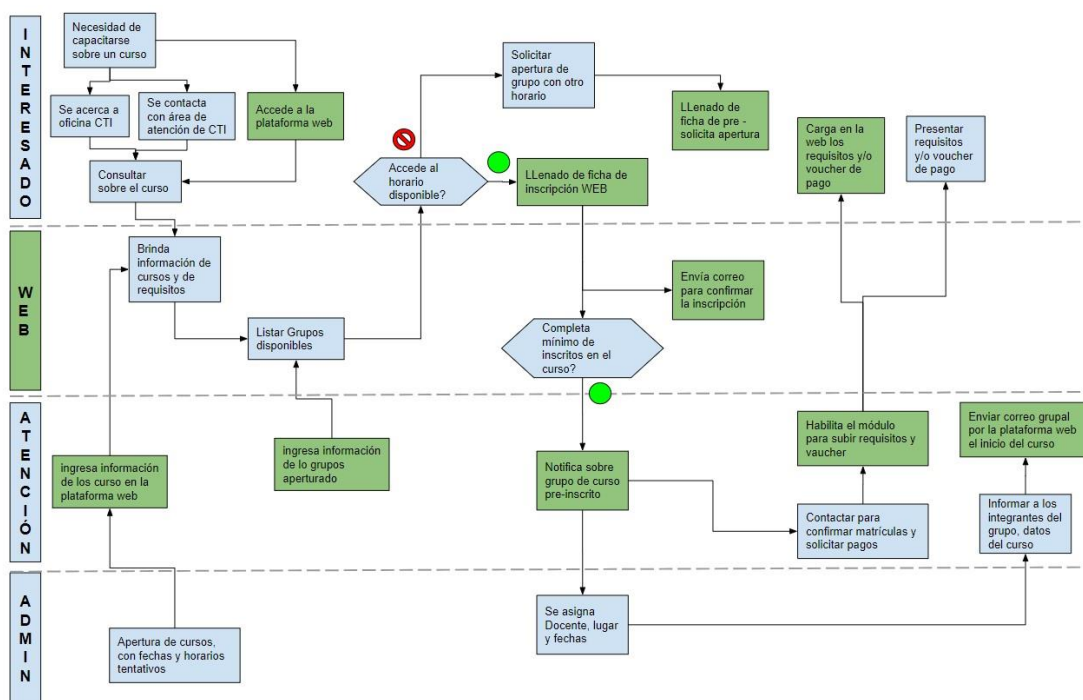 INTERESADO
Necesidad de
capacitarse
sobre un curso
Se acerca a
oficina CTI
Se contacta
con área de
atención de CTI
Accede a la
plataforma web
Consultar
sobre el curso
Solicitar
apertura de
grupo con otro
horario
LLenado de
ficha de pre -
solicita apertura
Accede al
horario
disponible?
LLenado de ficha de
inscripción WEB
Carga en la
web los
requisitos y/o
voucher de
pago
Presentar
requisitos
y/o voucher
de pago
WEB
Brinda
información de
cursos y de
requisitos
Listar Grupos
disponibles
Envía correo
para confirmar
la inscripción
Completa
mínimo de
inscritos en el
curso?
ATENCIÓN
ingresa información
de los curso en la
plataforma web
ingresa información
de lo grupos
aperturado
Notifica sobre
grupo de curso
pre-inscrito
Habilita el módulo
para subir requisitos y
vaucher
Contactar para
confirmar matrículas y
solicitar pagos
Enviar correo grupal
por la plataforma web
el inicio del curso
Informar a los
integrantes del
grupo, datos
del curso
ADMIN
Apertura de cursos,
con fechas y horarios
tentativos
Se asigna
Docente, lugar
y fechas